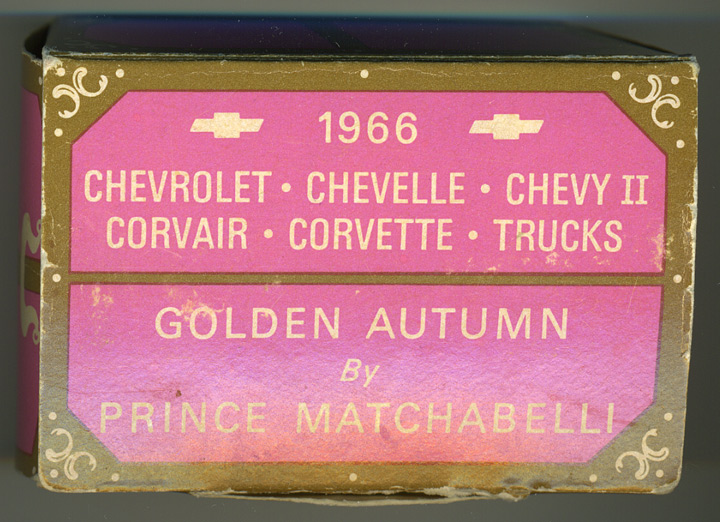 1966
CHEVROLET • CHEVELLE • CHEVY II
CORVAIR • CORVETTE • TRUCKS
GOLDEN AUTUMN
By
PRINCE MATCHABELLI